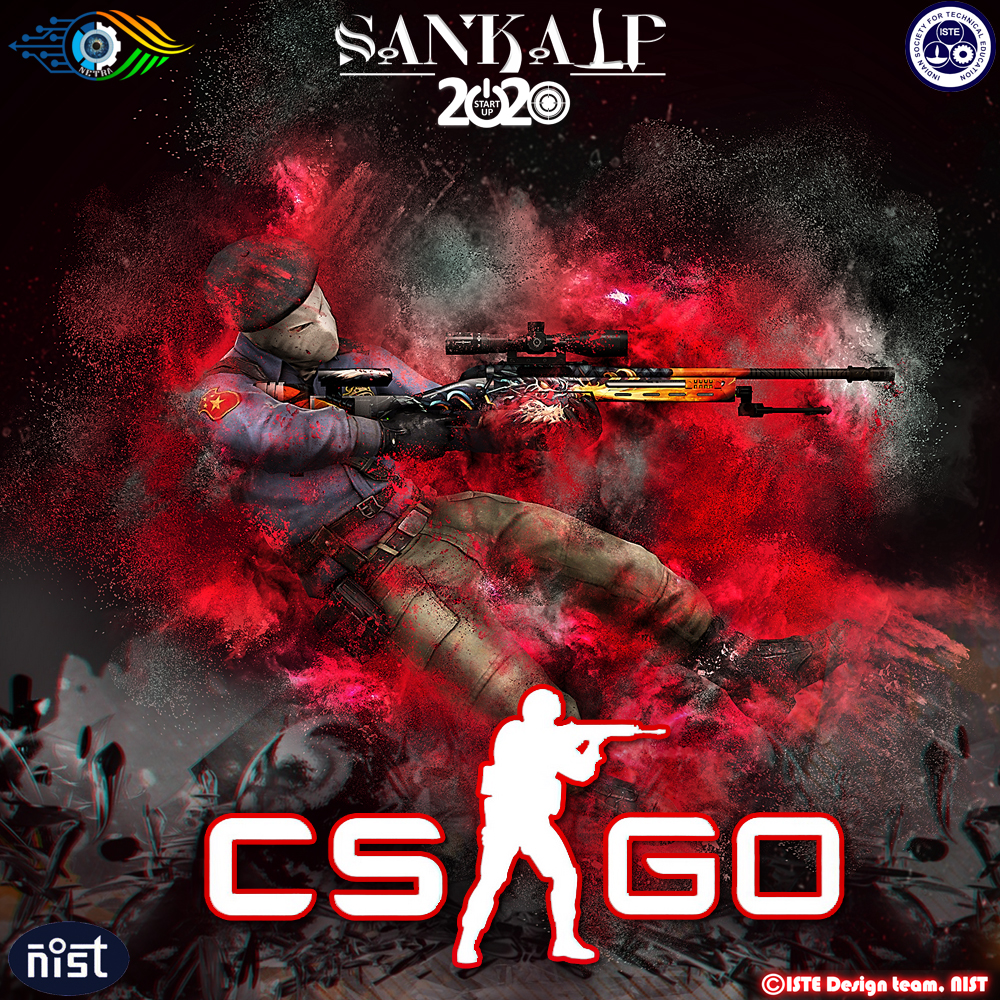 NETRA
SANKALP
2020
START
UP
INDIAN SOCIETY FOR TECHNICAL EDUCATION
ISTE
CS GO
nist
©ISTE Design team. NIST